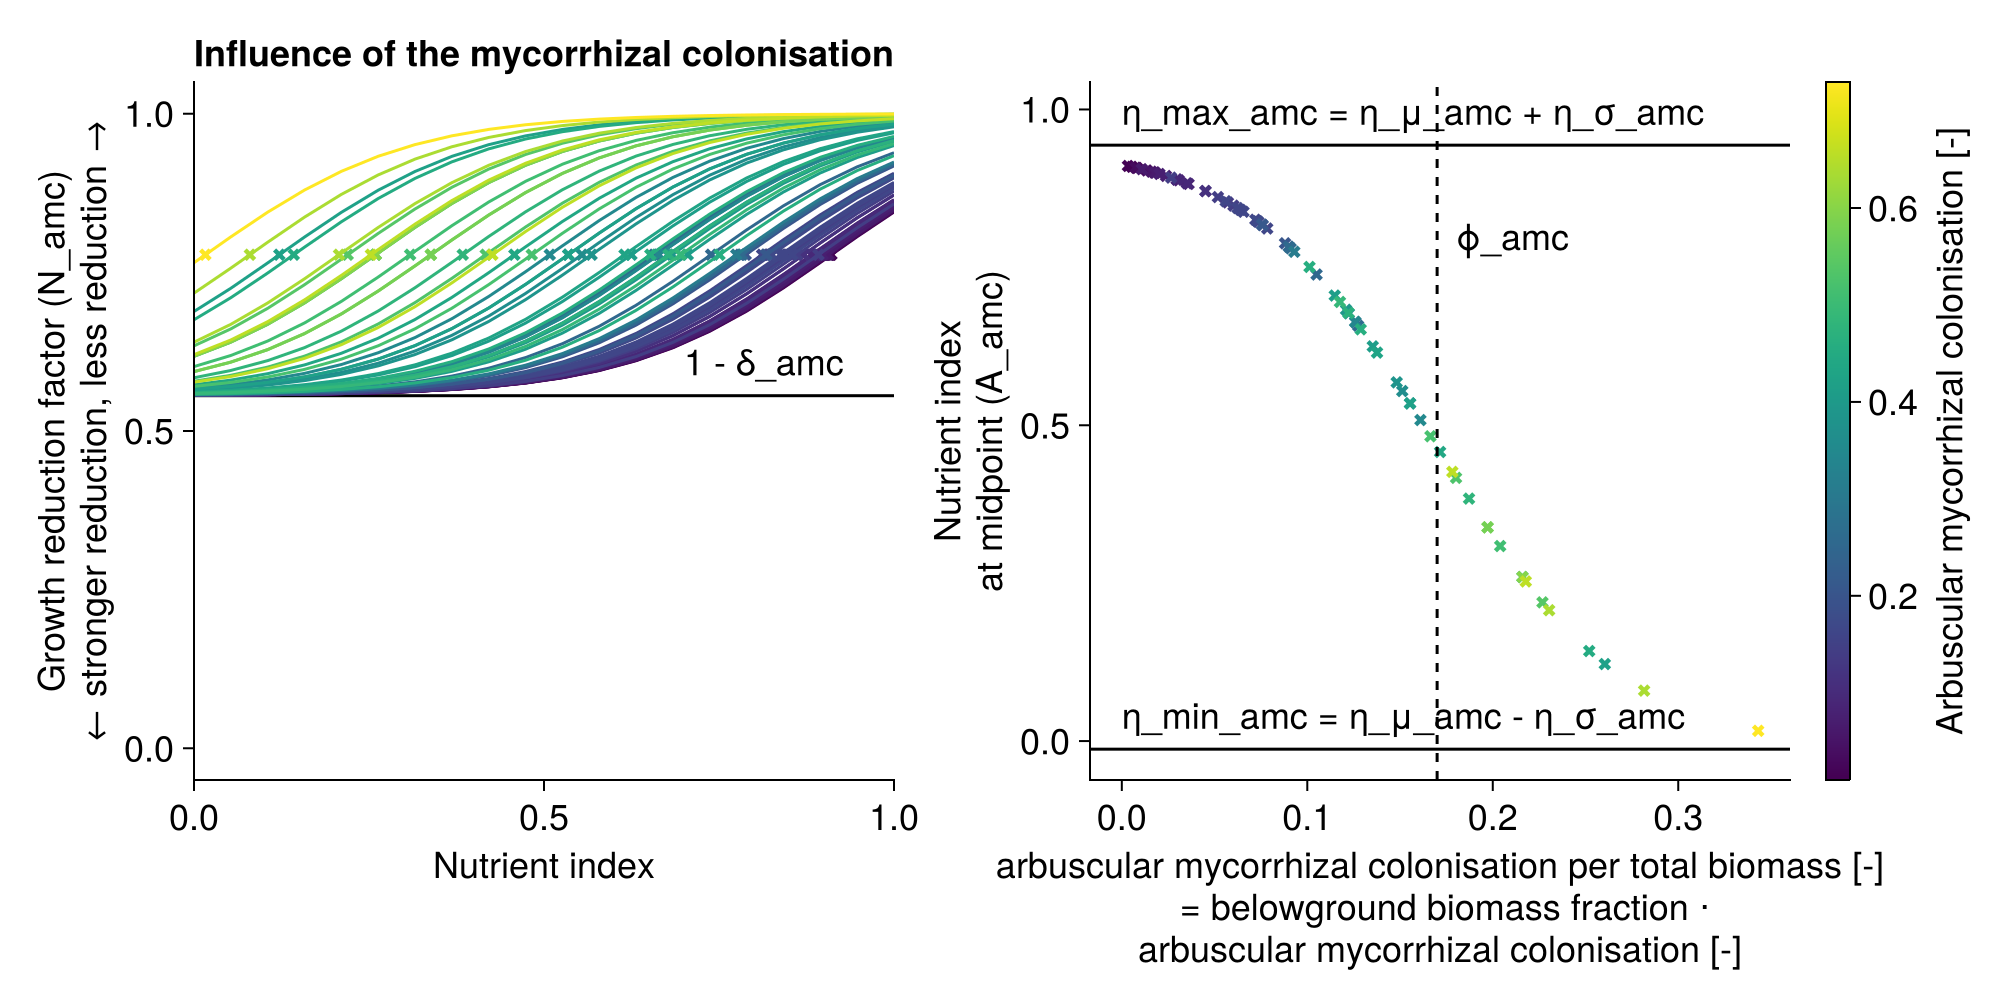 Influence of the mycorrhizal colonisation
Growth reduction factor (N_amc)
← stronger reduction, less reduction →
1.0
0.5
0.0
1 - δ_amc
0.0
0.5
1.0
Nutrient index
Nutrient index
at midpoint (A_amc)
1.0
0.5
0.0
η_max_amc = η_μ_amc + η_σ_amc
ϕ_amc
η_min_amc = η_μ_amc - η_σ_amc
0.0
0.1
0.2
0.3
arbuscular mycorrhizal colonisation per total biomass [-]
= belowground biomass fraction ⋅
arbuscular mycorrhizal colonisation [-]
0.6
0.4
0.2
Arbuscular mycorrhizal colonisation [-]